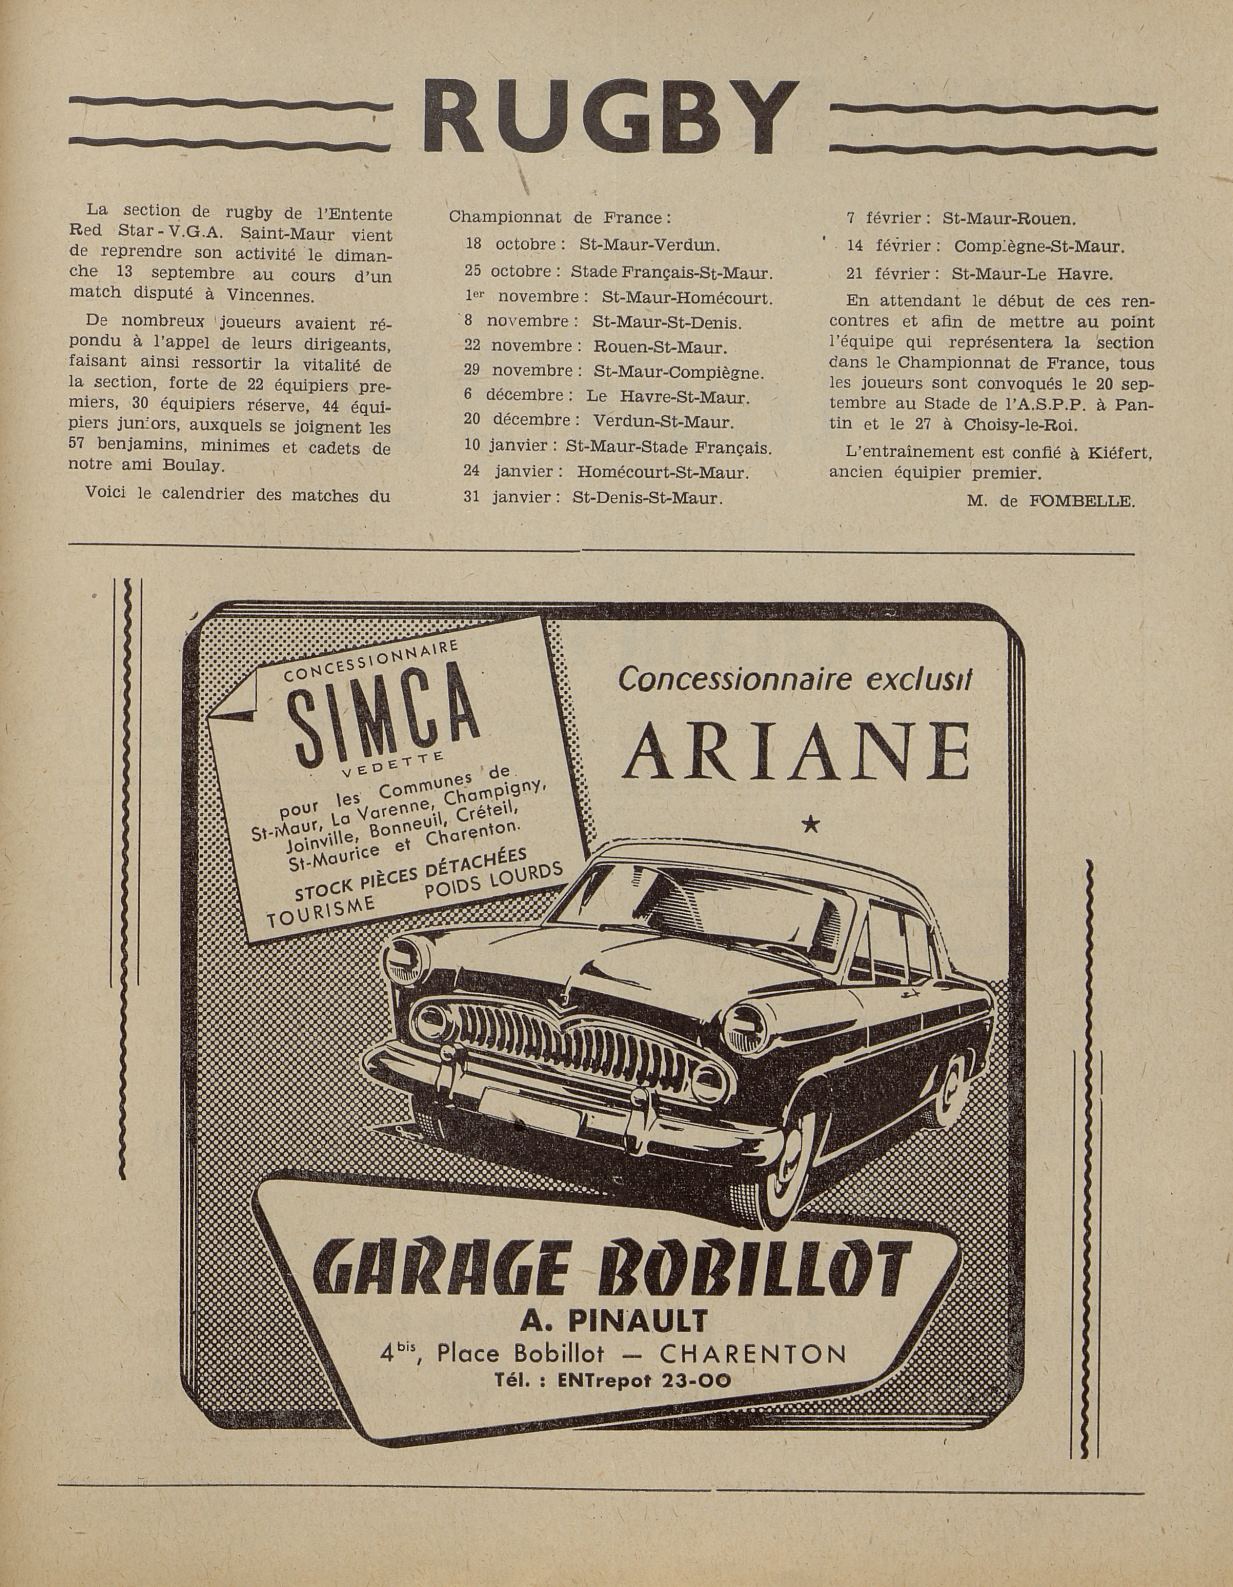 RUGBY
La section de rugby de l'Entente
Red Star - V.G.A. Saint-Maur vient
de reprendre son activité le diman-
che 13 septembre au cours d'un
match disputé à Vincennes.
De nombreux joueurs avaient ré-
pondu à l'appel de leurs dirigeants,
faisant ainsi ressortir la vitalité de
la section, forte de 22 équipiers pre-
miers, 30 équipiers réserve, 44 équi-
piers juniors, auxquels se joignent les
57 benjamins, minimes et cadets de
notre ami Boulay.
Voici le calendrier des matches du
Championnat de France :
18 octobre : St-Maur-Verdun.
25 octobre : Stade Français-St-Maur.
1er novembre : St-Maur-Homécourt.
8 novembre : St-Maur-St-Denis.
22 novembre : Rouen-St-Maur.
29 novembre : St-Maur-Compiègne.
6 décembre : Le Havre-St-Maur.
20 décembre : Verdun-St-Maur.
10 janvier : St-Maur-Stade Français.
24 janvier : Homécourt-St-Maur.
31 janvier : St-Denis-St-Maur.
7 février : St-Maur-Rouen.
14 février : Compiègne-St-Maur.
21 février : St-Maur-Le Havre.
En attendant le début de ces ren-
contres et afin de mettre au point
l'équipe qui représentera la section
dans le Championnat de France, tous
les joueurs sont convoqués le 20 sep-
tembre au Stade de l'A.S.P.P. à Pan-
tin et le 27 à Choisy-le-Roi.
L'entraînement est confié à Kiéfert,
ancien équipier premier.
M. de FOMBELLE.
CONCESSIONNAIRE
SIMCA
VEDETTE
pour les Communes de
St-Maur, La Varenne, Champigny,
Joinville, Bonneuil, Créteil,
St-Maurice et Charenton.
STOCK PIÈCES DÉTACHÉES
TOURISME POIDS LOURDS
Concessionnaire exclusif
ARIANE
GARAGE BOBILLOT
A. PINAULT
4bis, Place Bobillot — CHARENTON
Tél. : ENTrepot 23-00